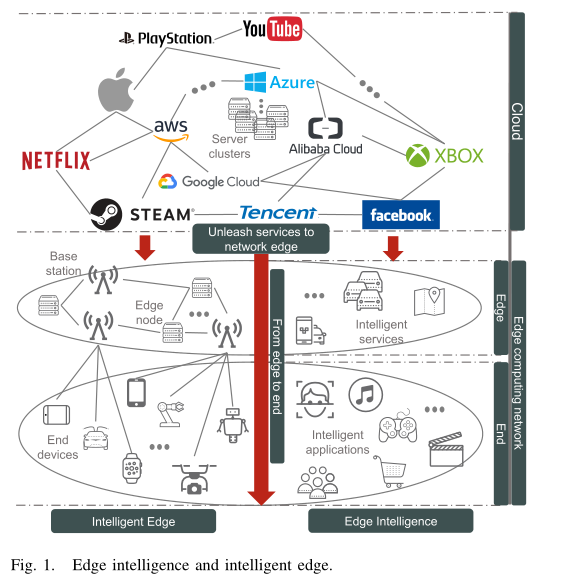 PlayStation.
YouTube
Azure
aws
Server
clusters
Alibaba Cloud
NETFLIX
XBOX
Google Cloud
STEAM®
Tencent
facebook
Cloud
Unleash services to
network edge
Base
station
Edge
node
Intelligent
services
From edge to end
Edge
Edge computing network
End
devices
Intelligent
applications
End
Intelligent Edge
Edge Intelligence
Fig. 1. Edge intelligence and intelligent edge.